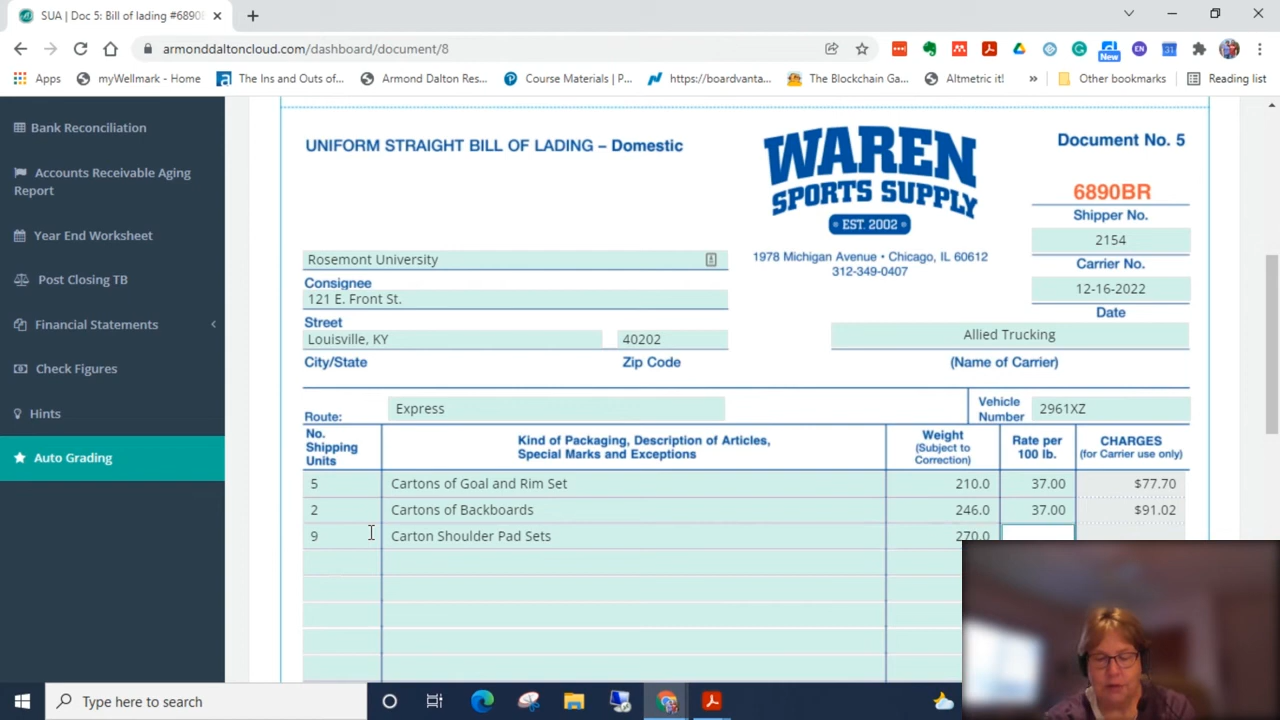 SUA | Doc 5: Bill of lading #6890
armonddaltoncloud.com/dashboard/document/8
Apps
myWellmark - Home
The Ins and Outs of...
Armond Dalton Res...
Course Materials | P...
https://boardvanta...
The Blockchain Ga...
Altmetric it!
»
Other bookmarks
Reading list
New
EN
31
Bank Reconciliation
Accounts Receivable Aging
Report
Year End Worksheet
Post Closing TB
Financial Statements
Check Figures
Hints
Auto Grading
UNIFORM STRAIGHT BILL OF LADING – Domestic
WAREN
SPORTS SUPPLY
• EST. 2002 •
1978 Michigan Avenue • Chicago, IL 60612
312-349-0407
Document No. 5
6890BR
Shipper No.
2154
Carrier No.
12-16-2022
Date
Rosemont University
Consignee
121 E. Front St.
Street
Louisville, KY 40202
City/State Zip Code
Allied Trucking
(Name of Carrier)
Route: Express
Vehicle
Number 2961XZ
No.
Shipping
Units
Kind of Packaging, Description of Articles,
Special Marks and Exceptions
Weight
(Subject to
Correction)
Rate per
100 lb.
CHARGES
(for Carrier use only)
5 Cartons of Goal and Rim Set 210.0 37.00 $77.70
2 Cartons of Backboards 246.0 37.00 $91.02
9 Carton Shoulder Pad Sets 270.0
Type here to search